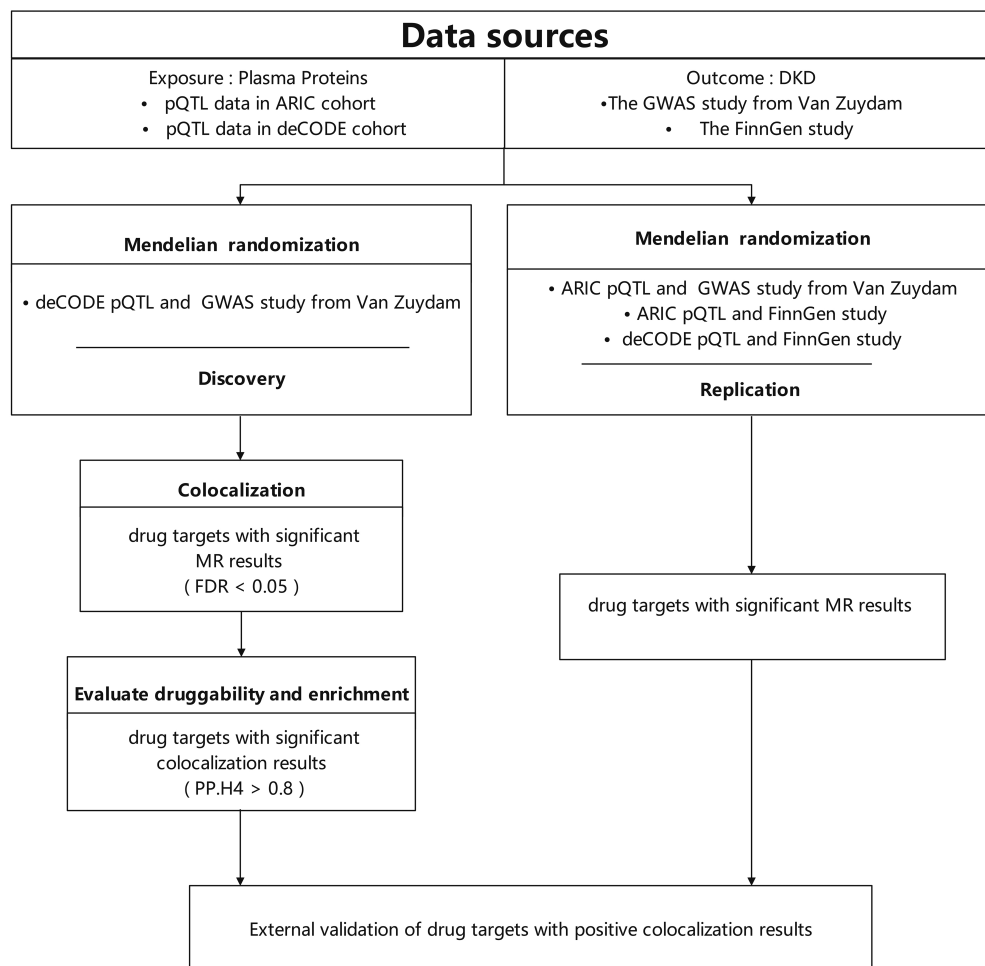 Data sources
Exposure : Plasma Proteins
• pQTL data in ARIC cohort
• pQTL data in deCODE cohort
Outcome : DKD
•The GWAS study from Van Zuydam
• The FinnGen study
Mendelian randomization
• deCODE pQTL and GWAS study from Van Zuydam
Discovery
Mendelian randomization
• ARIC pQTL and GWAS study from Van Zuydam
• ARIC pQTL and FinnGen study
• deCODE pQTL and FinnGen study
Replication
Colocalization
drug targets with significant
MR results
( FDR < 0.05 )
drug targets with significant MR results
Evaluate druggability and enrichment
drug targets with significant
colocalization results
( PP.H4 > 0.8 )
External validation of drug targets with positive colocalization results